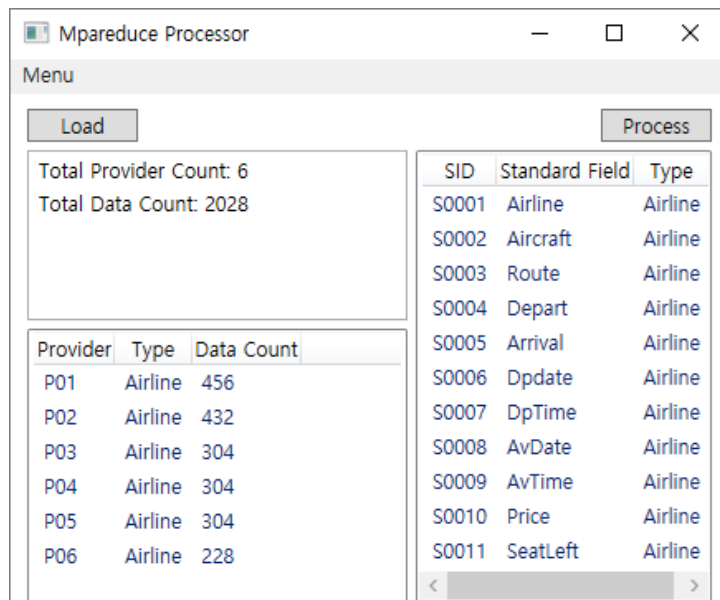 Mpareduce Processor
Menu
Load
Process
Total Provider Count: 6
Total Data Count: 2028
Provider Type Data Count
P01 Airline 456
P02 Airline 432
P03 Airline 304
P04 Airline 304
P05 Airline 304
P06 Airline 228
SID Standard Field Type
S0001 Airline Airline
S0002 Aircraft Airline
S0003 Route Airline
S0004 Depart Airline
S0005 Arrival Airline
S0006 Dpdate Airline
S0007 DpTime Airline
S0008 AvDate Airline
S0009 AvTime Airline
S0010 Price Airline
S0011 SeatLeft Airline